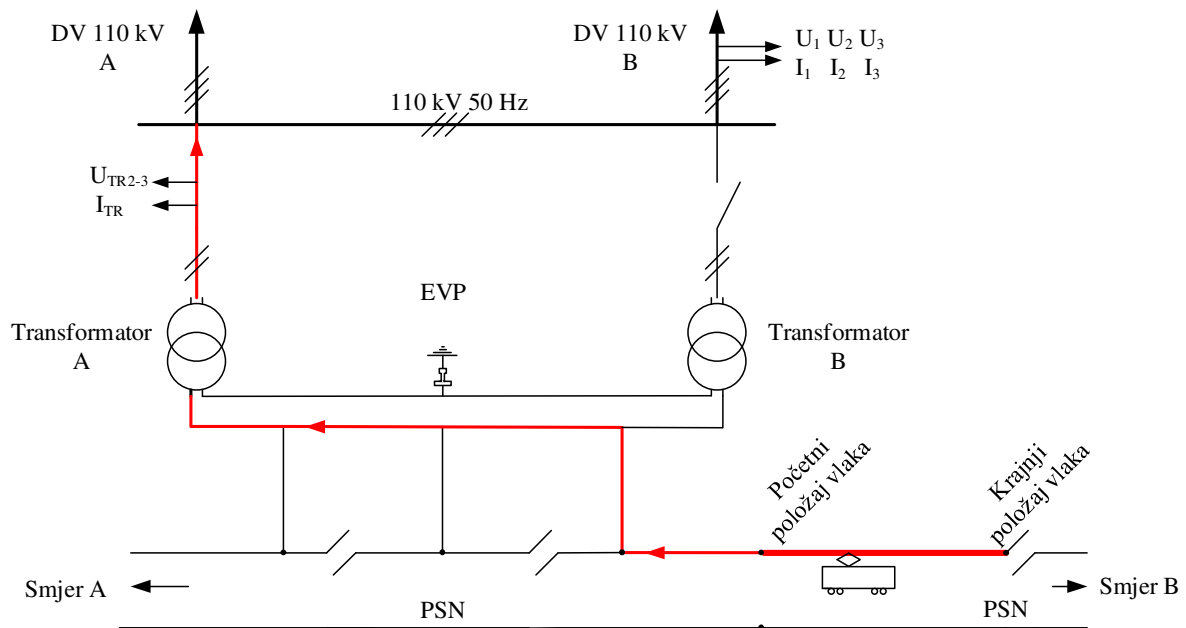 DV 110 kV
A
DV 110 kV
B
U1 U2 U3
I1 I2 I3
110 kV 50 Hz
UTR2-3
ITR
EVP
Transformator
A
Transformator
B
Početni
položaj vlaka
Krajnji
položaj vlaka
Smjer A
Smjer B
PSN
PSN